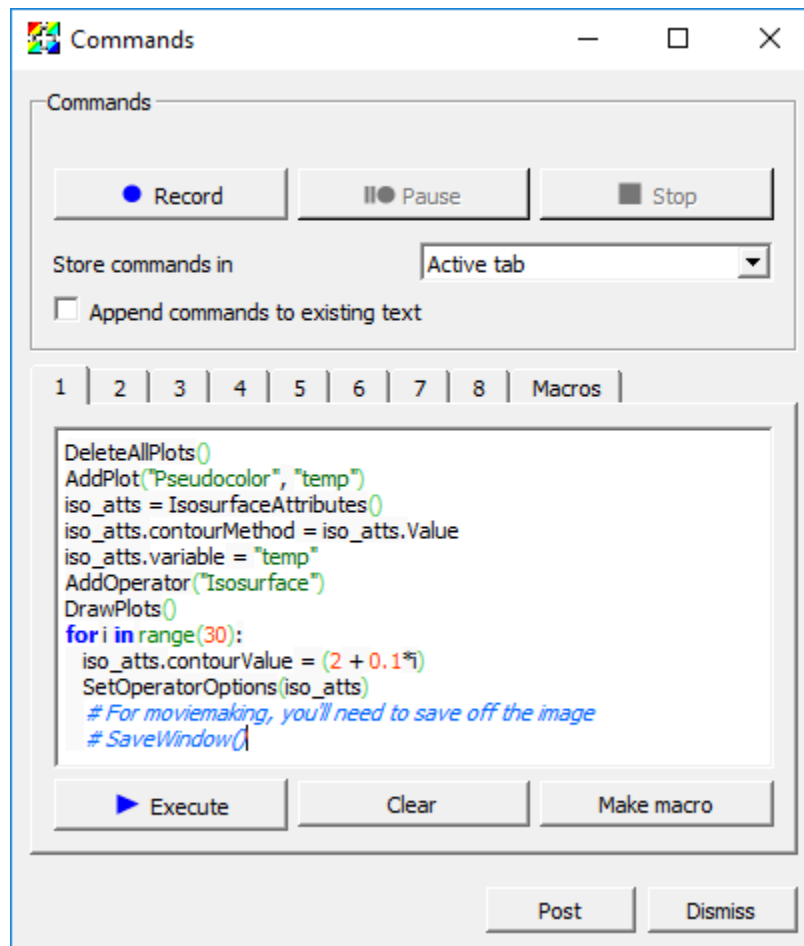 Commands
Commands
Record
Pause
Stop
Store commands in Active tab
Append commands to existing text
1 2 3 4 5 6 7 8 Macros
DeleteAllPlots()
AddPlot("Pseudocolor", "temp")
iso_atts = IsosurfaceAttributes()
iso_atts.contourMethod = iso_atts.Value
iso_atts.variable = "temp"
AddOperator("Isosurface")
DrawPlots()
for i in range(30):
  iso_atts.contourValue = (2 + 0.1*i)
  SetOperatorOptions(iso_atts)
  # For moviemaking, you'll need to save off the image
  # SaveWindow()
Execute
Clear
Make macro
Post
Dismiss